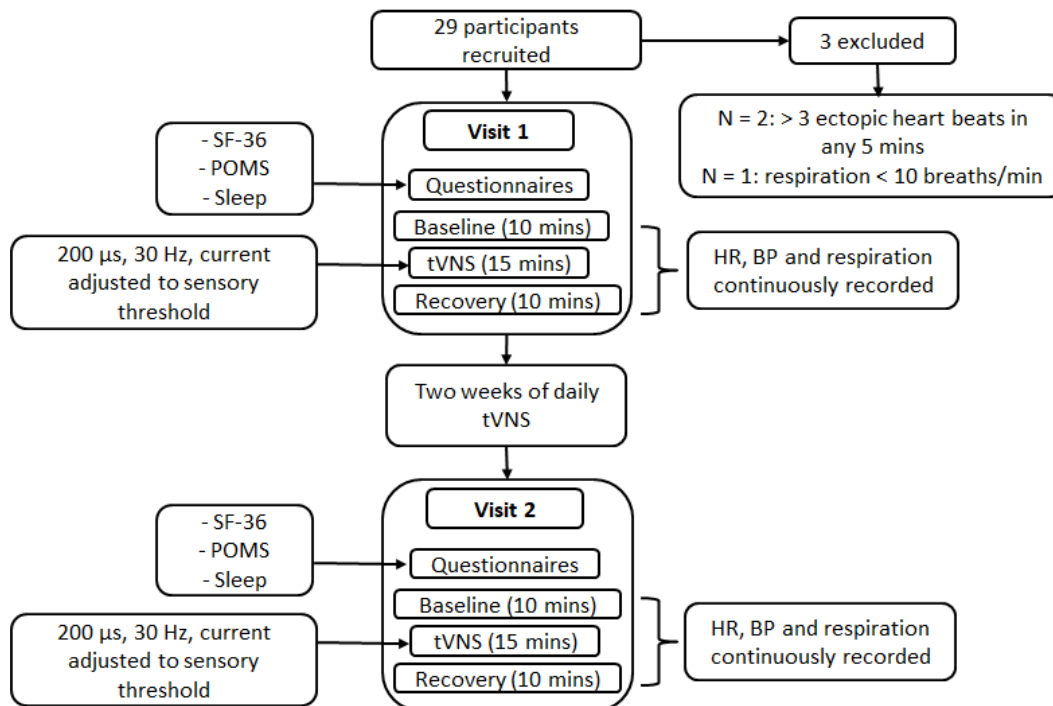 29 participants
recruited
3 excluded
N = 2: > 3 ectopic heart beats in
any 5 mins
N = 1: respiration < 10 breaths/min
Visit 1
- SF-36
- POMS
- Sleep
Questionnaires
Baseline (10 mins)
200 µs, 30 Hz, current
adjusted to sensory
threshold
tVNS (15 mins)
Recovery (10 mins)
HR, BP and respiration
continuously recorded
Two weeks of daily
tVNS
Visit 2
- SF-36
- POMS
- Sleep
Questionnaires
Baseline (10 mins)
200 µs, 30 Hz, current
adjusted to sensory
threshold
tVNS (15 mins)
Recovery (10 mins)
HR, BP and respiration
continuously recorded